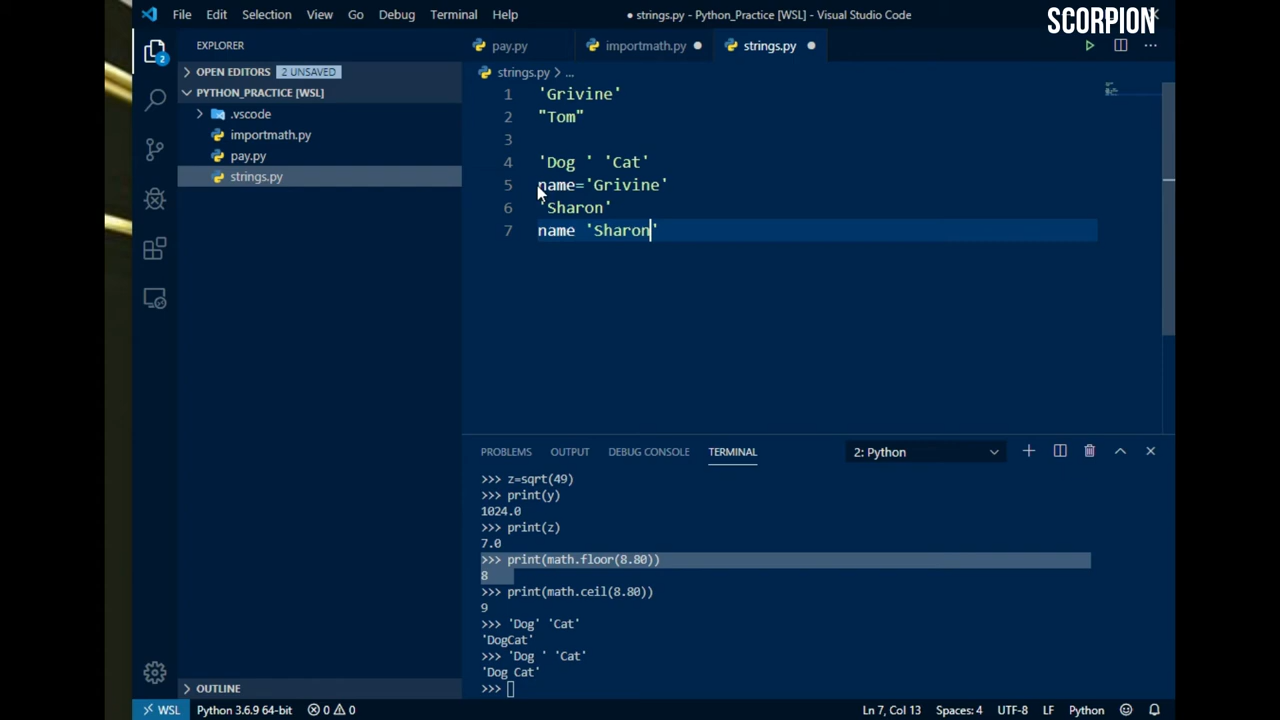 File Edit Selection View Go Debug Terminal Help
● strings.py - Python_Practice [WSL] - Visual Studio Code
SCORPION
EXPLORER
OPEN EDITORS 2 UNSAVED
PYTHON_PRACTICE [WSL]
.vscode
importmath.py
pay.py
strings.py
OUTLINE
2
pay.py importmath.py ● strings.py ●
strings.py > ...
1 'Grivine'
2 "Tom"
3
4 'Dog ' 'Cat'
5 name='Grivine'
6 'Sharon'
7 name 'Sharon'
PROBLEMS OUTPUT DEBUG CONSOLE TERMINAL 2: Python
>>> z=sqrt(49)
>>> print(y)
1024.0
>>> print(z)
7.0
>>> print(math.floor(8.80))
8
>>> print(math.ceil(8.80))
9
>>> 'Dog' 'Cat'
'DogCat'
>>> 'Dog ' 'Cat'
'Dog Cat'
>>>
WSL Python 3.6.9 64-bit 0 0 Ln 7, Col 13 Spaces: 4 UTF-8 LF Python